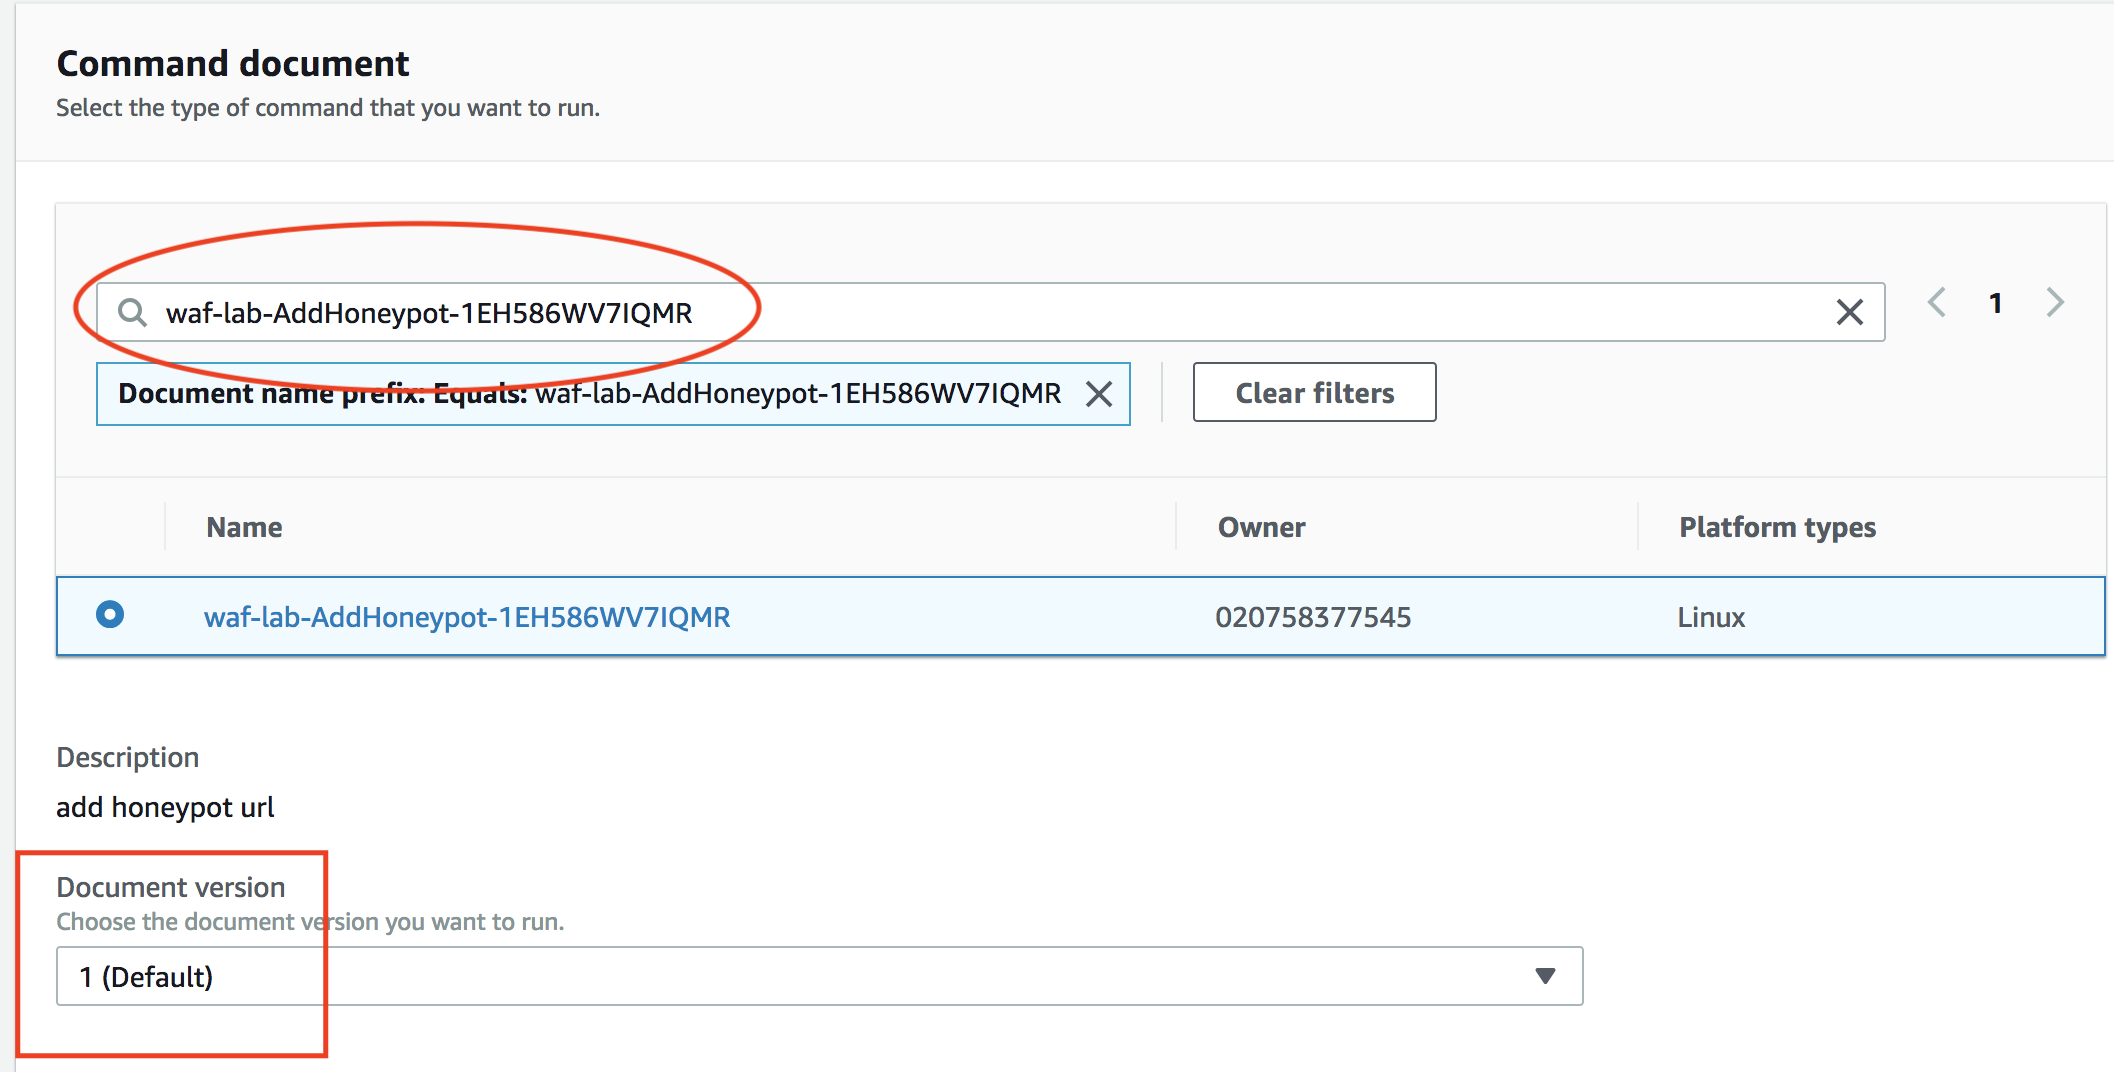 Command document
Select the type of command that you want to run.
waf-lab-AddHoneypot-1EH586WV7IQMR
1
Document name prefix: Equals: waf-lab-AddHoneypot-1EH586WV7IQMR
Clear filters
Name Owner Platform types
waf-lab-AddHoneypot-1EH586WV7IQMR 020758377545 Linux
Description
add honeypot url
Document version
Choose the document version you want to run.
1 (Default)